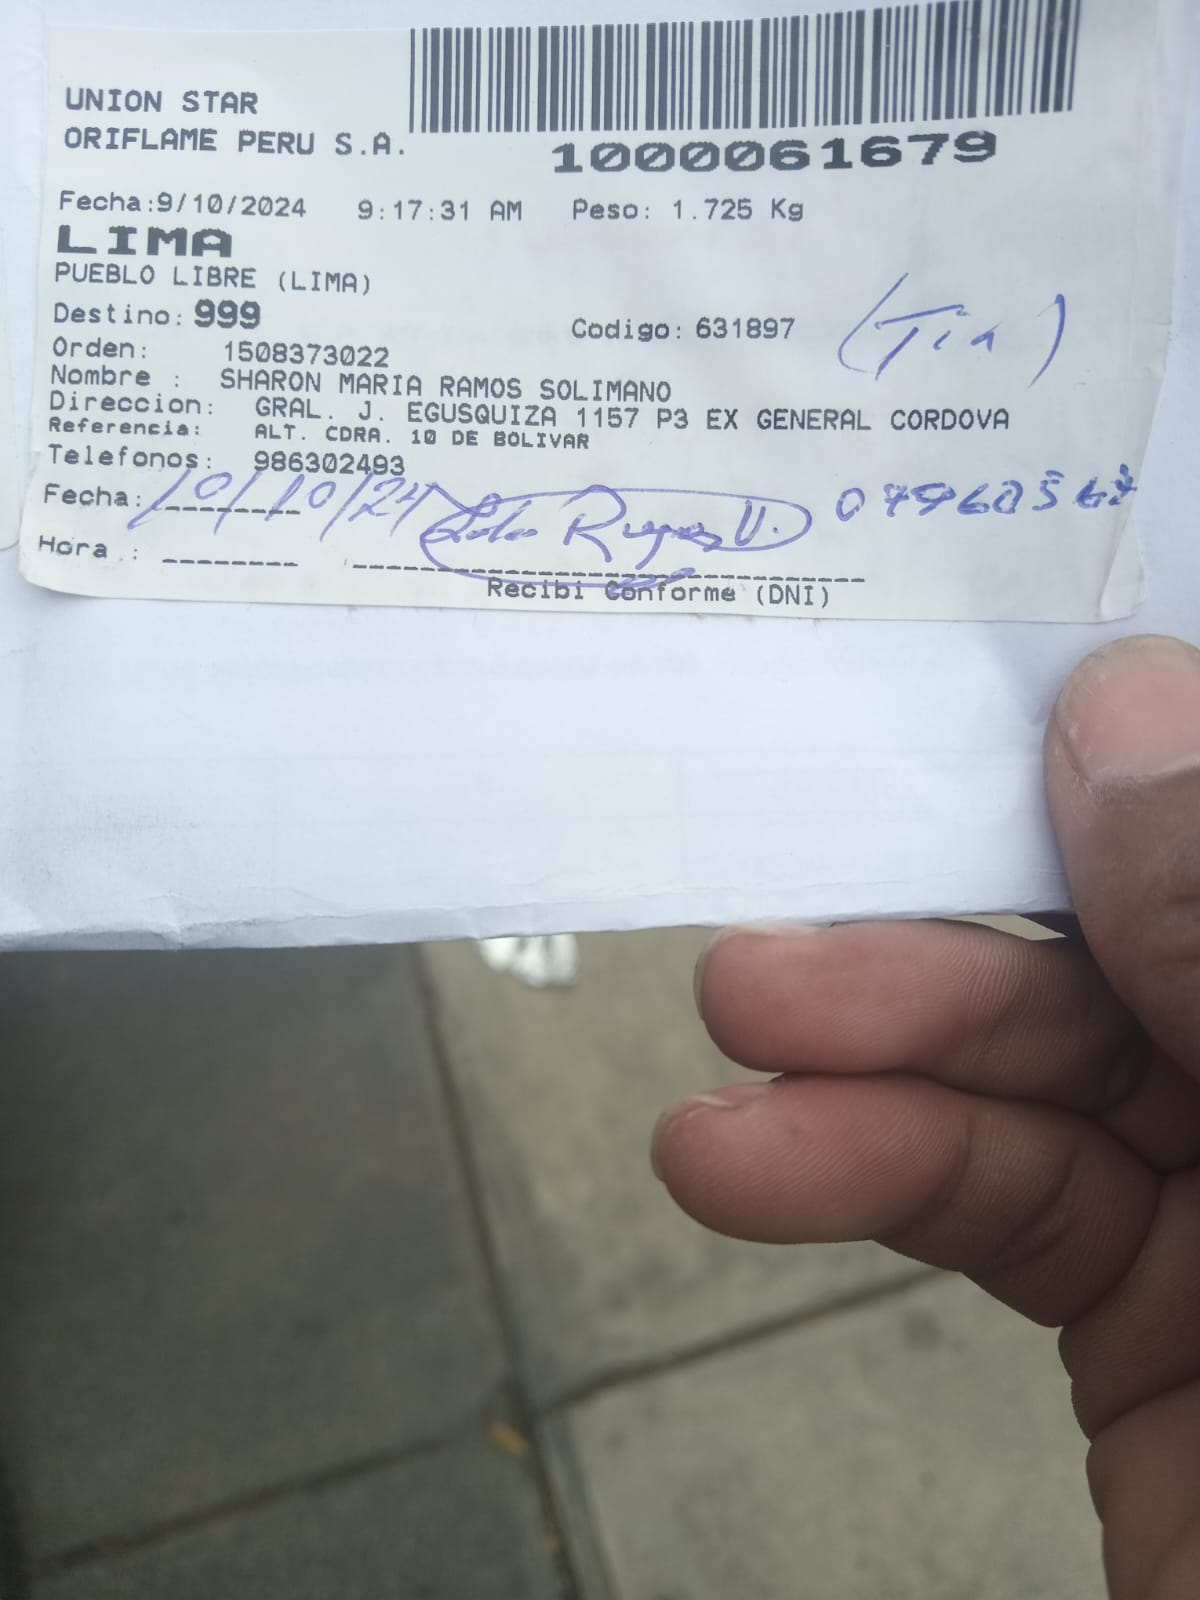 UNION STAR
ORIFLAME PERU S.A.
1000061679
Fecha:9/10/2024 9:17:31 AM Peso: 1.725 Kg
LIMA
PUEBLO LIBRE (LIMA)
Destino: 999 Codigo: 631897 (Tía)
Orden: 1508373022
Nombre : SHARON MARIA RAMOS SOLIMANO
Direccion: GRAL. J. EGUSQUIZA 1157 P3 EX GENERAL CORDOVA
Referencia: ALT. CDRA. 10 DE BOLIVAR
Telefonos: 986302493
Fecha: 10/10/24
Hora :
Recibi Conforme (DNI)